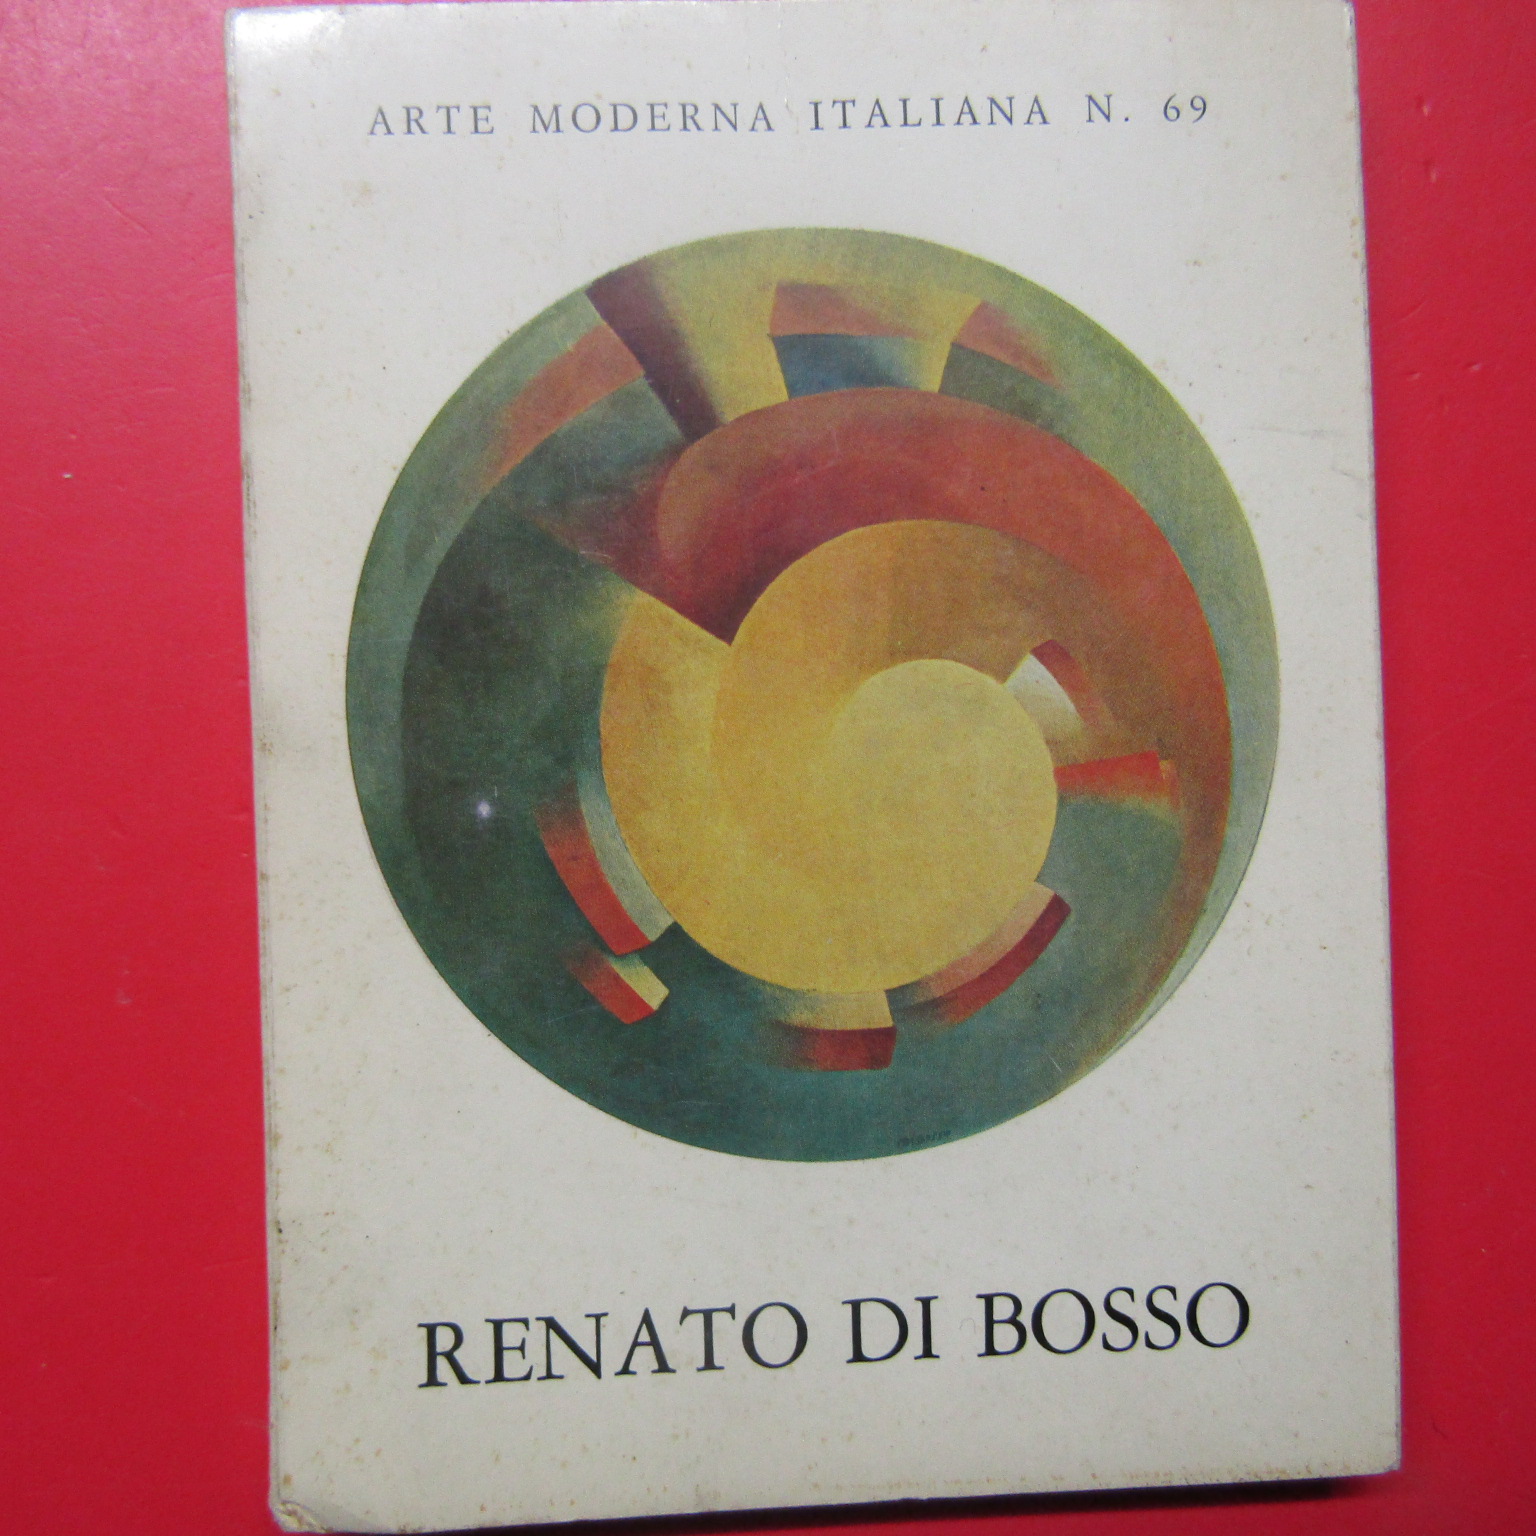 ARTE MODERNA ITALIANA N. 69
RENATO DI BOSSO